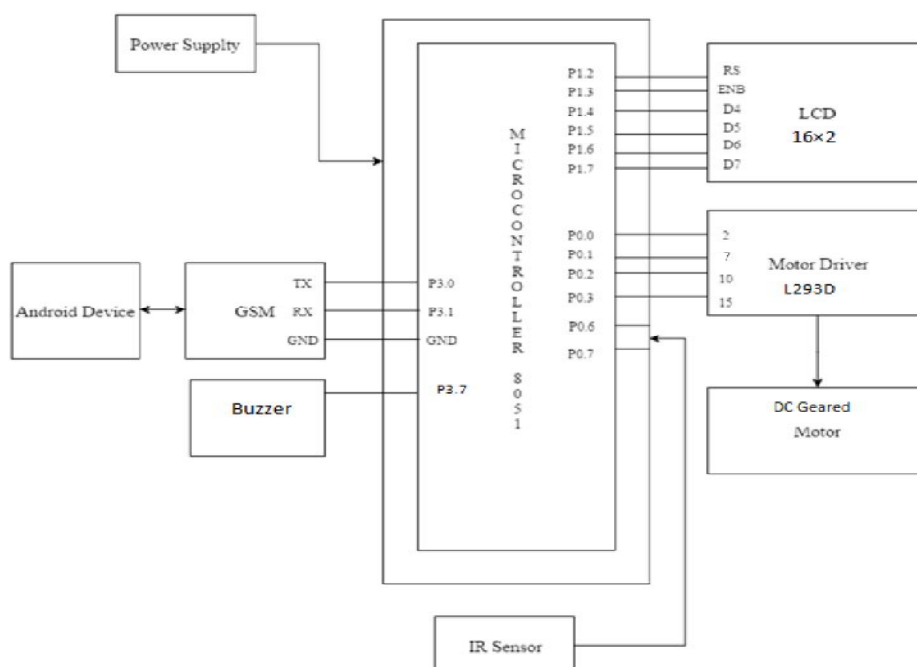 Power Supplty
P1.2
P1.3
P1.4
P1.5
P1.6
P1.7
RS
ENB
D4
D5
D6
D7
LCD
16×2
MICROCONTROLLER 8051
P0.0
P0.1
P0.2
P0.3
P0.6
P0.7
2
7
10
15
Motor Driver
L293D
Android Device
GSM
TX
RX
GND
P3.0
P3.1
GND
P3.7
Buzzer
DC Geared
Motor
IR Sensor